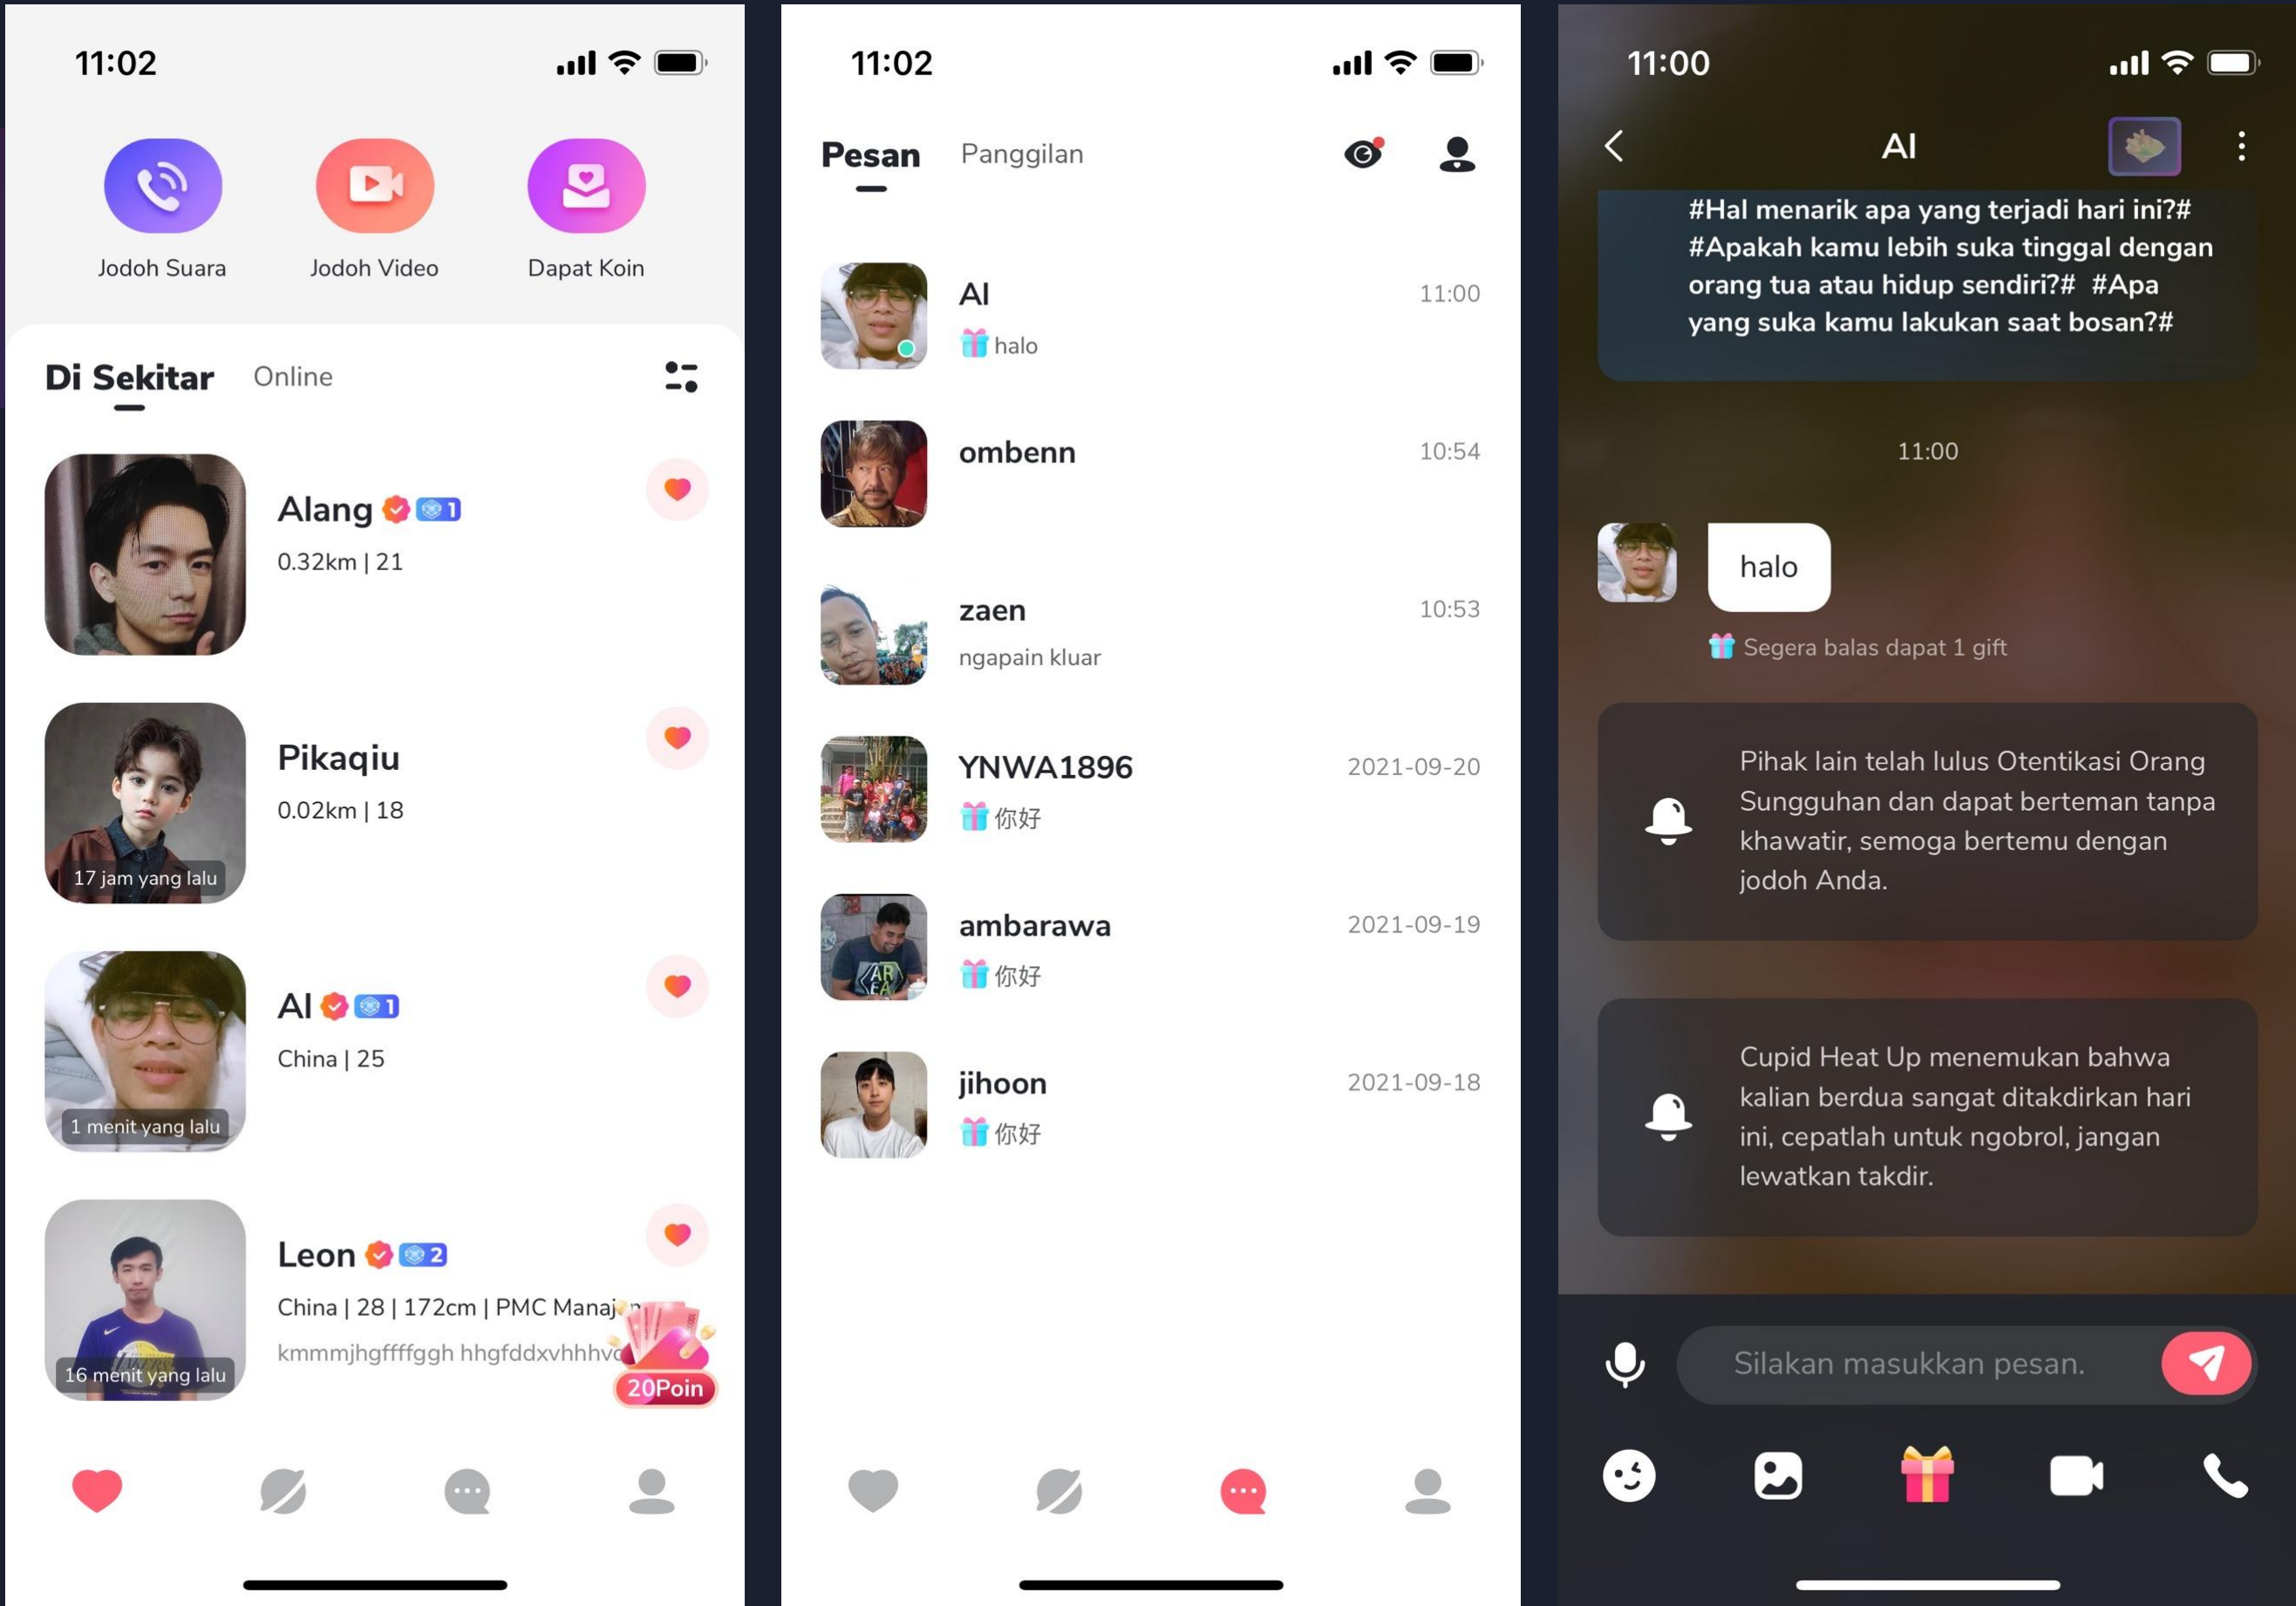 11:02
Jodoh Suara
Jodoh Video
Dapat Koin
Di Sekitar
Online
Alang
1
0.32km | 21
Pikaqiu
0.02km | 18
17 jam yang lalu
Al
1
China | 25
1 menit yang lalu
Leon
2
China | 28 | 172cm | PMC Manaj
kmmmjhgffffggh hhgfddxvhhhv
16 menit yang lalu
20Poin
11:02
Pesan
Panggilan
Al
11:00
halo
ombenn
10:54
zaen
10:53
ngapain kluar
YNWA1896
2021-09-20
你好
ambarawa
2021-09-19
你好
jihoon
2021-09-18
你好
11:00
Al
#Hal menarik apa yang terjadi hari ini?#
#Apakah kamu lebih suka tinggal dengan
orang tua atau hidup sendiri?# #Apa
yang suka kamu lakukan saat bosan?#
11:00
halo
Segera balas dapat 1 gift
Pihak lain telah lulus Otentikasi Orang
Sungguhan dan dapat berteman tanpa
khawatir, semoga bertemu dengan
jodoh Anda.
Cupid Heat Up menemukan bahwa
kalian berdua sangat ditakdirkan hari
ini, cepatlah untuk ngobrol, jangan
lewatkan takdir.
Silakan masukkan pesan.